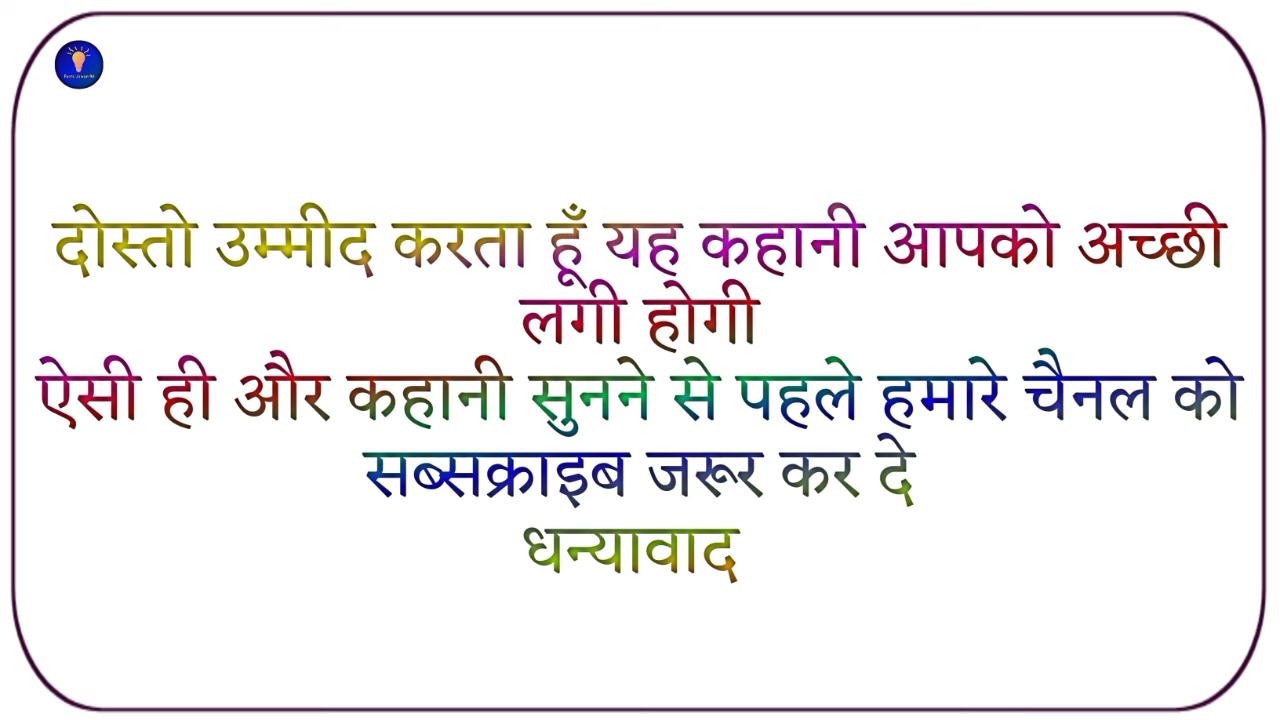 दोस्तो उम्मीद करता हूँ यह कहानी आपको अच्छी
लगी होगी
ऐसी ही और कहानी सुनने से पहले हमारे चैनल को
सब्सक्राइब जरूर कर दे
धन्यावाद